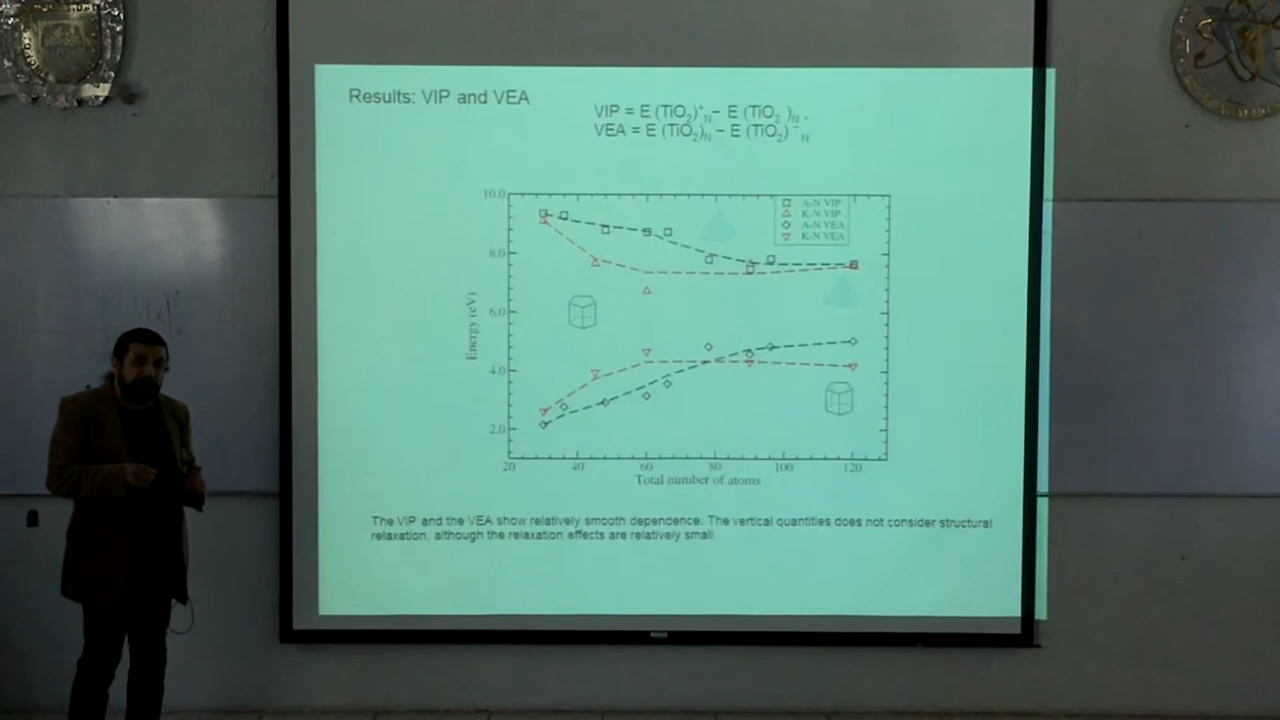 Results: VIP and VEA
VIP = E (TiO₂)⁺N – E (TiO₂ )N .
VEA = E (TiO₂)N – E (TiO₂)⁻N
10.0
8.0
6.0
4.0
2.0
Energy (eV)
A-N VIP
K-N VIP
A-N VEA
K-N VEA
20 40 60 80 100 120
Total number of atoms
The VIP and the VEA show relatively smooth dependence. The vertical quantities does not consider structural
relaxation, although the relaxation effects are relatively small.